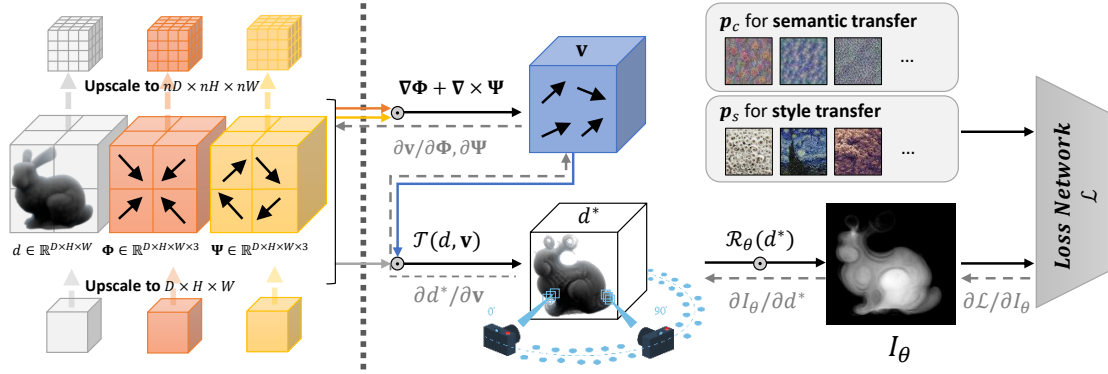 Upscale to nD × nH × nW
d ∈ ℝ^{D×H×W}
Φ ∈ ℝ^{D×H×W×3}
Ψ ∈ ℝ^{D×H×W×3}
Upscale to D × H × W
∇Φ + ∇ × Ψ
∂v/∂Φ, ∂Ψ
v
𝒯(d, v)
∂d*/∂v
d*
0°
90°
p_c for semantic transfer
...
p_s for style transfer
...
ℛ_θ(d*)
∂I_θ/∂d*
I_θ
∂ℒ/∂I_θ
Loss Network
ℒ